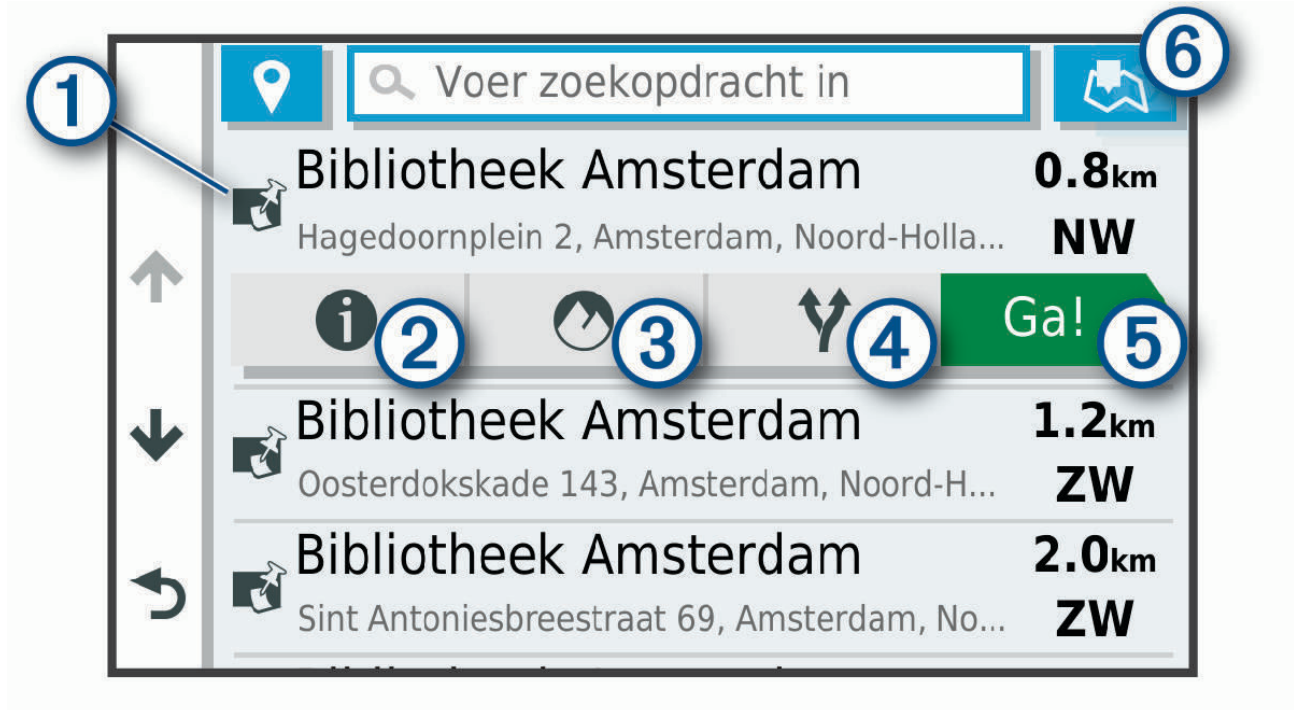 6
1
Voer zoekopdracht in
Bibliotheek Amsterdam 0.8km
Hagedoornplein 2, Amsterdam, Noord-Holla... NW
i 2 3 4 Ga! 5
Bibliotheek Amsterdam 1.2km
Oosterdokskade 143, Amsterdam, Noord-H... ZW
Bibliotheek Amsterdam 2.0km
Sint Antoniesbreestraat 69, Amsterdam, No... ZW